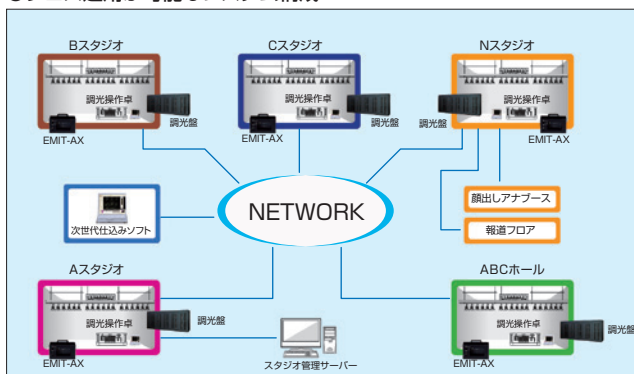 Bスタジオ
Cスタジオ
Nスタジオ
調光操作卓
調光盤
EMIT-AX
調光操作卓
調光盤
EMIT-AX
調光盤
調光操作卓
EMIT-AX
次世代仕込みソフト
NETWORK
顔出しアナブース
報道フロア
Aスタジオ
ABCホール
調光操作卓
調光盤
EMIT-AX
スタジオ管理サーバー
調光操作卓
調光盤
EMIT-AX